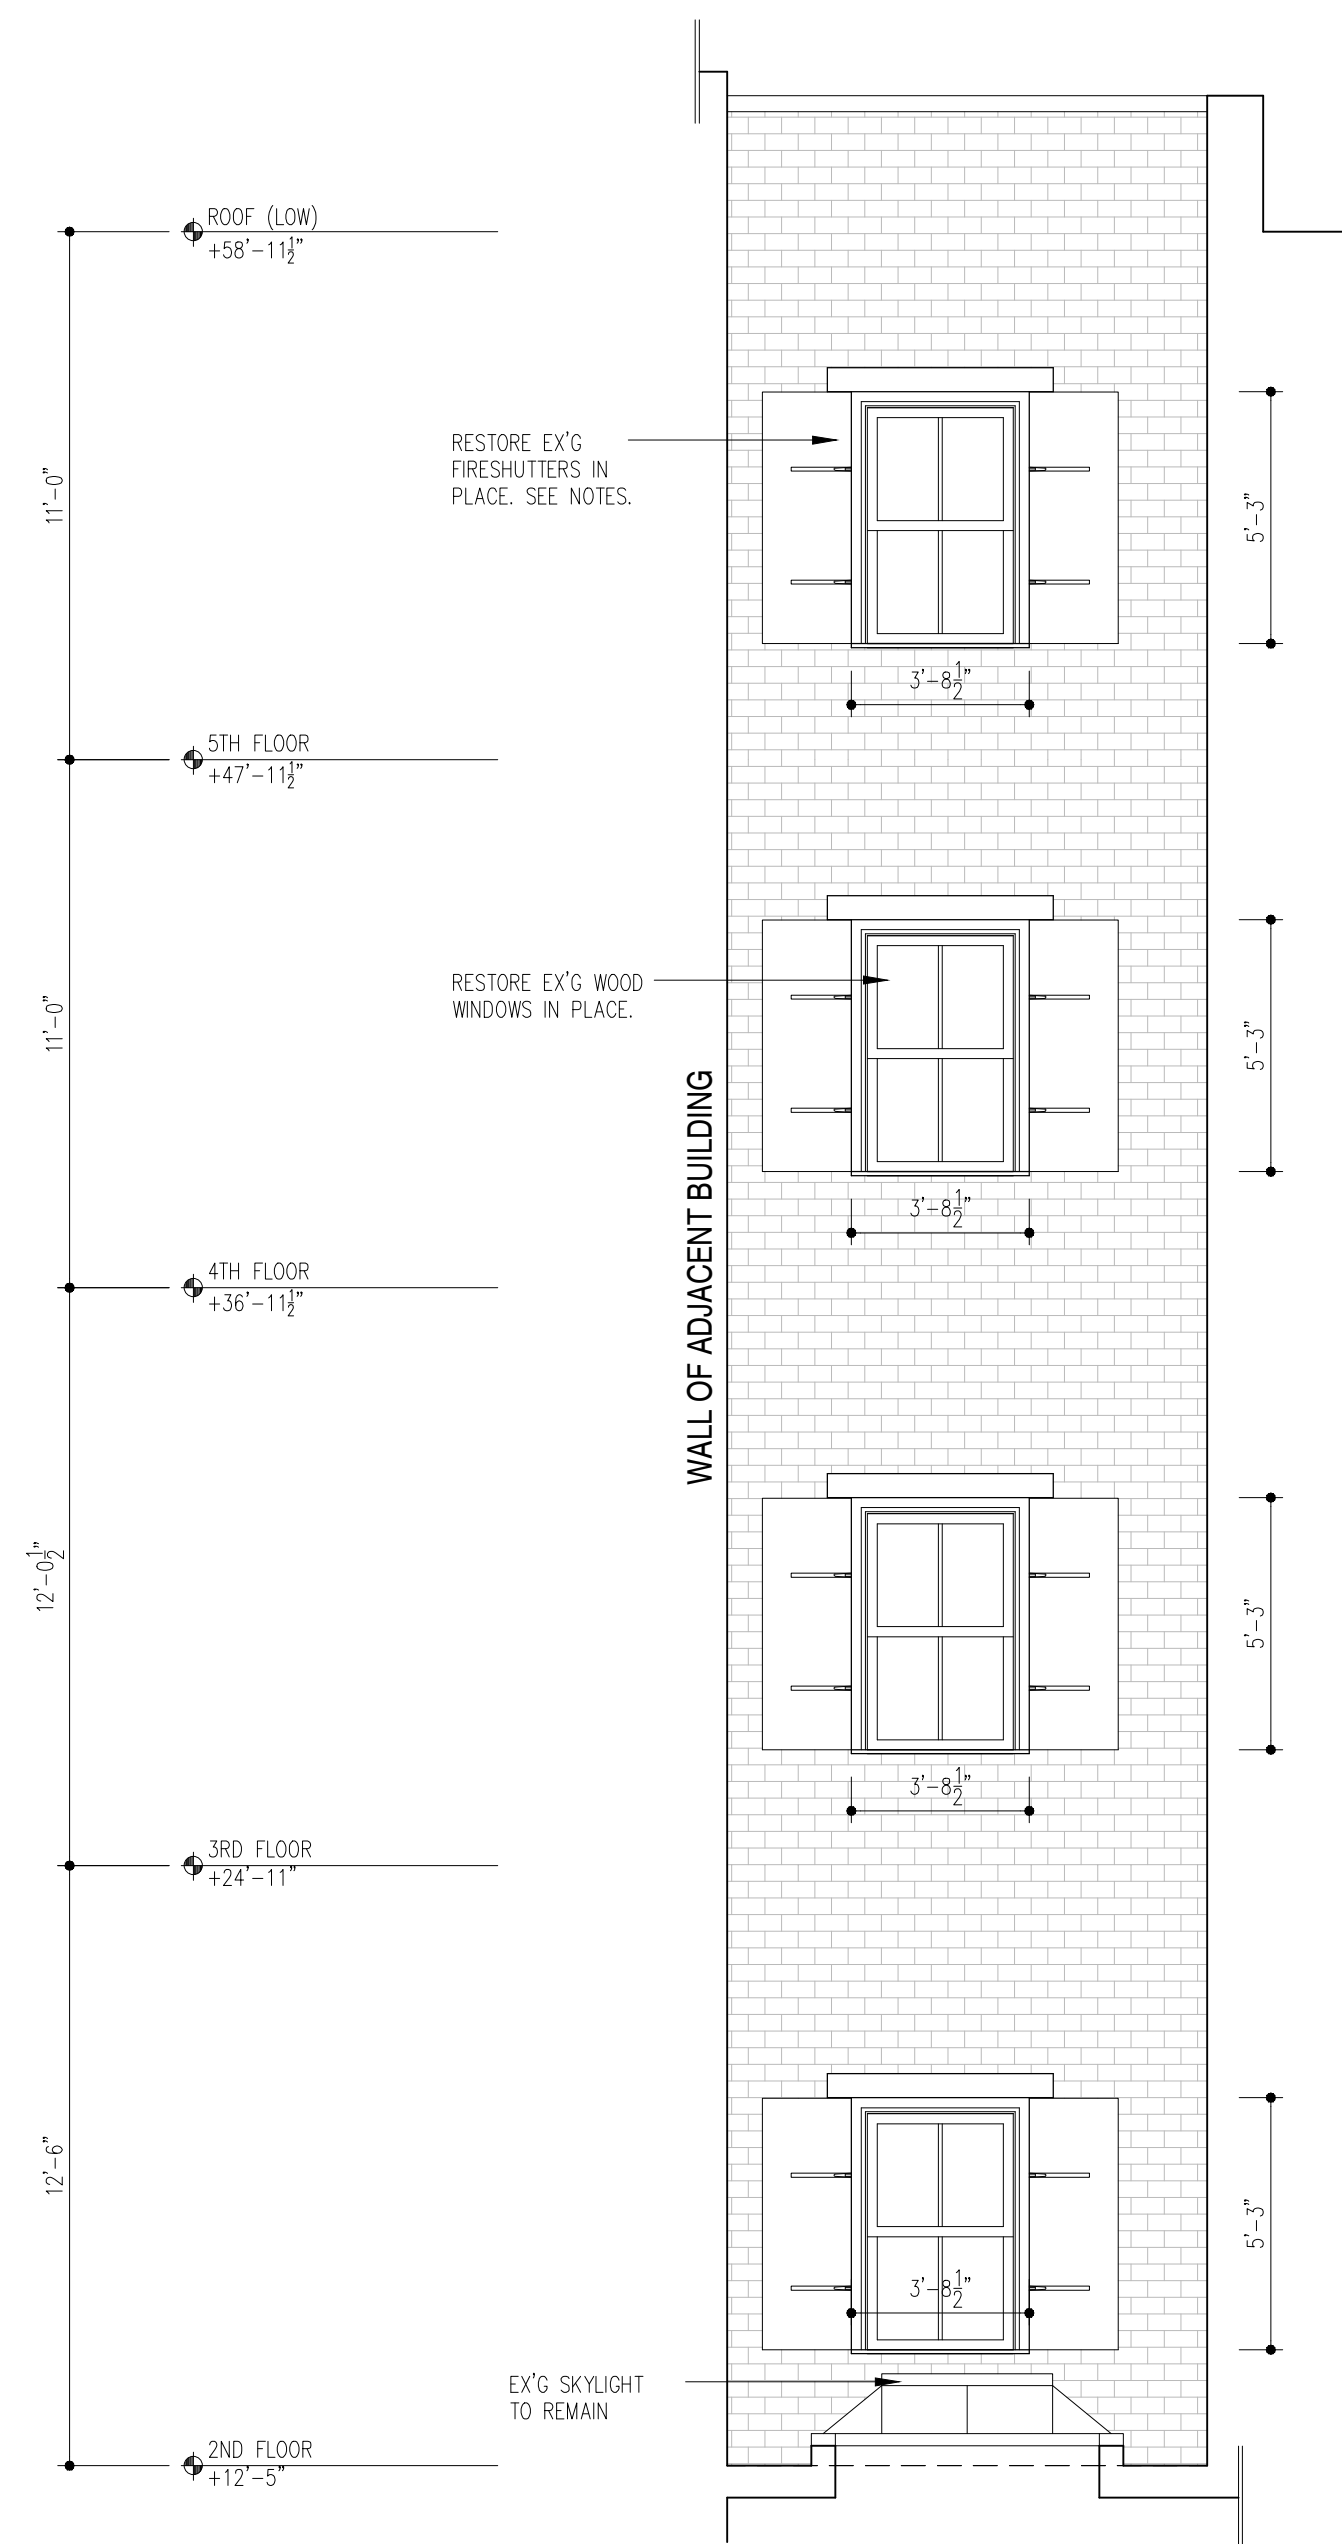 ROOF (LOW)
+58'-11½"
11'-0"
RESTORE EX'G
FIRESHUTTERS IN
PLACE. SEE NOTES.
5'-3"
3'-8½"
5TH FLOOR
+47'-11½"
11'-0"
RESTORE EX'G WOOD
WINDOWS IN PLACE.
5'-3"
3'-8½"
WALL OF ADJACENT BUILDING
4TH FLOOR
+36'-11½"
12'-0½"
5'-3"
3'-8½"
3RD FLOOR
+24'-11"
12'-6"
5'-3"
3'-8½"
EX'G SKYLIGHT
TO REMAIN
2ND FLOOR
+12'-5"